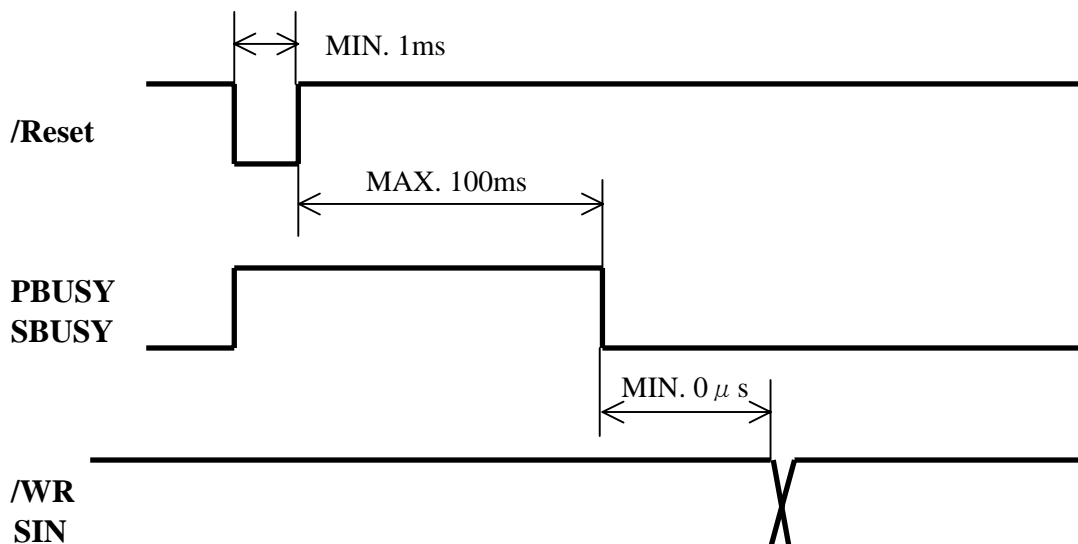 MIN. 1ms
/Reset
MAX. 100ms
PBUSY
SBUSY
MIN. 0 μ s
/WR
SIN